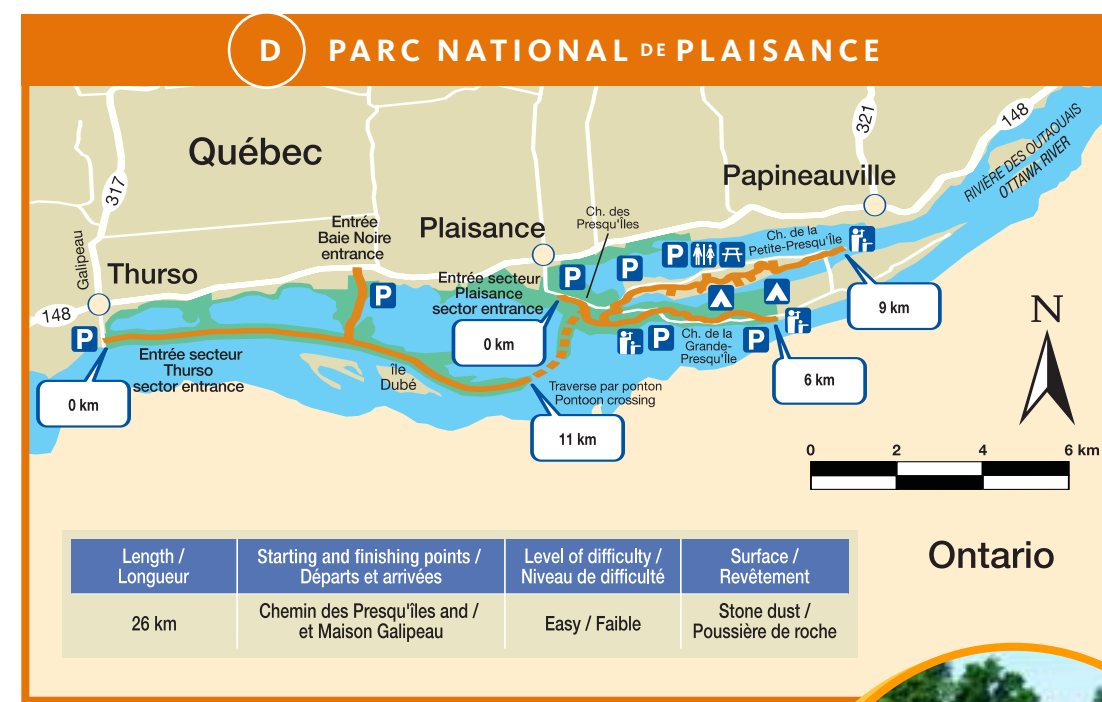 D PARC NATIONAL DE PLAISANCE
Québec
317
321
148
RIVIÈRE DES OUTAOUAIS
OTTAWA RIVER
Papineauville
Ch. des
Presqu'Îles
Entrée
Baie Noire
entrance
Plaisance
Ch. de la
Petite-Presqu'Île
P
Galipeau
Thurso
Entrée secteur
Plaisance
sector entrance
P
P
P
148
P
0 km
9 km
N
Entrée secteur
Thurso
sector entrance
île
Dubé
P
Ch. de la
Grande-
Presqu'Île
P
0 km
6 km
Traverse par ponton
Pontoon crossing
11 km
0 2 4 6 km
Ontario
Length /
Longueur
Starting and finishing points /
Départs et arrivées
Level of difficulty /
Niveau de difficulté
Surface /
Revêtement
26 km
Chemin des Presqu'îles and /
et Maison Galipeau
Easy / Faible
Stone dust /
Poussière de roche